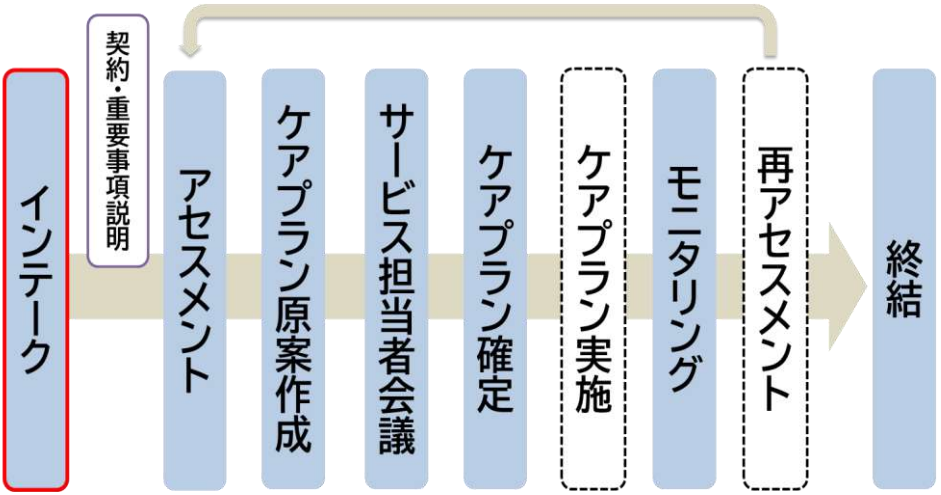 インテーク
契約・重要事項説明
アセスメント
ケアプラン原案作成
サービス担当者会議
ケアプラン確定
ケアプラン実施
モニタリング
再アセスメント
終結